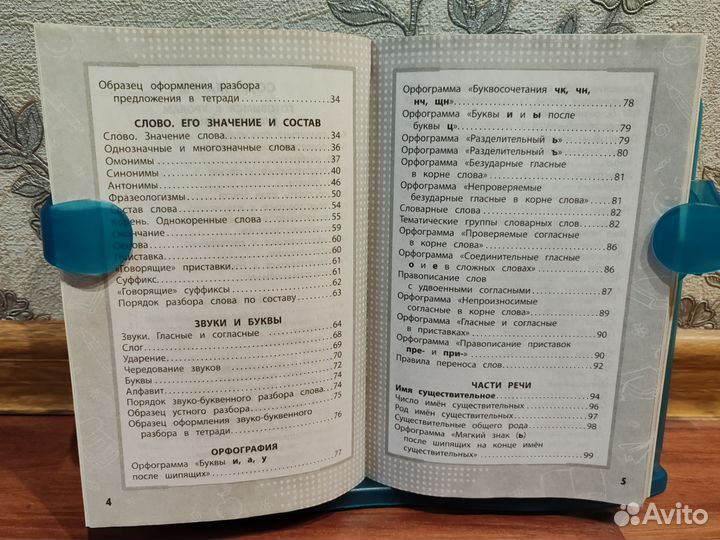 Образец оформления разбора
предложения в тетради 34
СЛОВО. ЕГО ЗНАЧЕНИЕ И СОСТАВ
Слово. Значение слова 34
Однозначные и многозначные слова 36
Омонимы 37
Синонимы 40
Антонимы 46
Фразеологизмы 50
Состав слова 54
Корень. Однокоренные слова 55
Окончание 59
Основа 60
Приставка 60
«Говорящие» приставки 61
Суффикс 61
«Говорящие» суффиксы 62
Порядок разбора слова по составу 63
ЗВУКИ И БУКВЫ
Звуки. Гласные и согласные 64
Слог 68
Ударение 70
Чередование звуков 72
Буквы 74
Алфавит 74
Порядок звуко-буквенного разбора слова 74
Образец устного разбора 75
Образец оформления звуко-буквенного
разбора в тетради 76
ОРФОГРАФИЯ
Орфограмма «Буквы и, а, у
после шипящих» 77
4
Орфограмма «Буквосочетания чк, чн,
нч, щн» 78
Орфограмма «Буквы и и ы после
буквы ц» 79
Орфограмма «Разделительный ь» 79
Орфограмма «Разделительный ъ» 80
Орфограмма «Безударные гласные
в корне слова» 81
Орфограмма «Непроверяемые
безударные гласные в корне слова» 81
Словарные слова 82
Тематические группы словарных слов 82
Орфограмма «Проверяемые согласные
в корне слова» 86
Орфограмма «Соединительные гласные
о и е в сложных словах» 86
Правописание слов
с удвоенными согласными 87
Орфограмма «Непроизносимые
согласные в корне слова» 89
Орфограмма «Гласные и согласные
в приставках» 90
Орфограмма «Правописание приставок
пре- и при-» 90
Правила переноса слов 92
ЧАСТИ РЕЧИ
Имя существительное 94
Число имён существительных 96
Род имён существительных 97
Существительные общего рода 98
Орфограмма «Мягкий знак (ь)
после шипящих на конце имён
существительных» 99
5
Avito